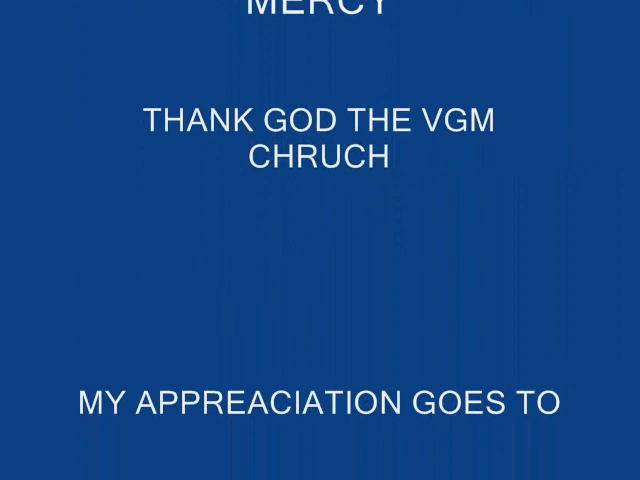 MERCY
THANK GOD THE VGM
CHRUCH
MY APPREACIATION GOES TO